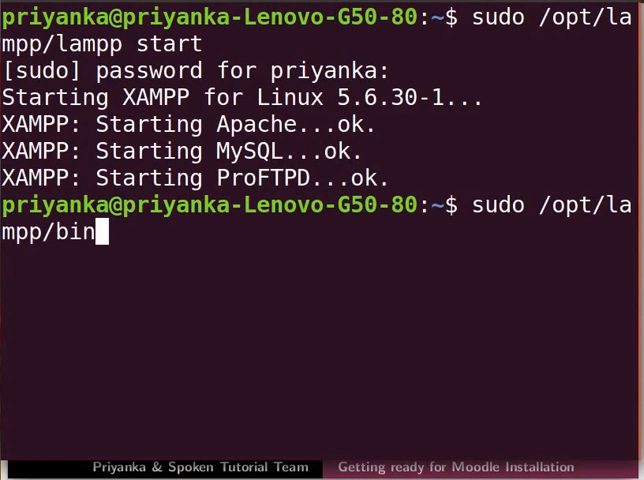 priyanka@priyanka-Lenovo-G50-80:~$ sudo /opt/la
mpp/lampp start
[sudo] password for priyanka:
Starting XAMPP for Linux 5.6.30-1...
XAMPP: Starting Apache...ok.
XAMPP: Starting MySQL...ok.
XAMPP: Starting ProFTPD...ok.
priyanka@priyanka-Lenovo-G50-80:~$ sudo /opt/la
mpp/bin
Priyanka & Spoken Tutorial Team Getting ready for Moodle Installation